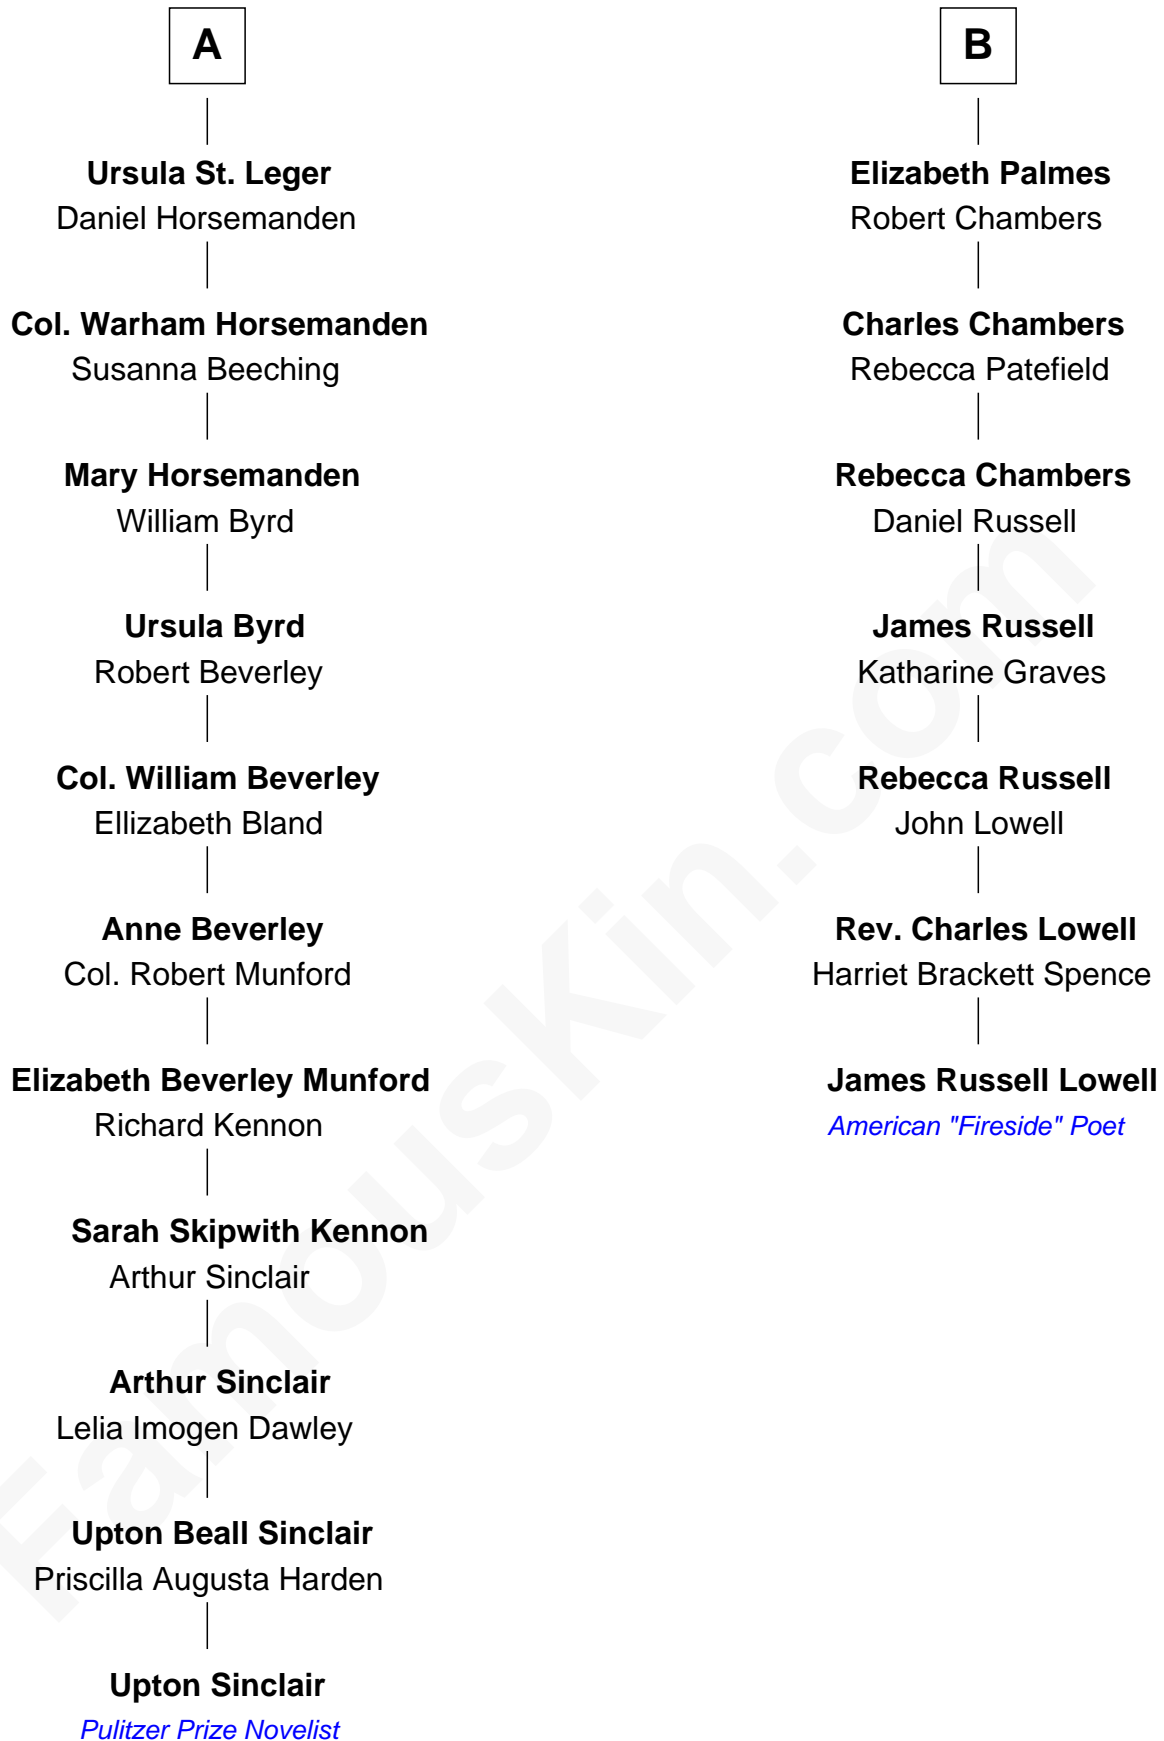 A
Ursula St. Leger
Daniel Horsemanden
Col. Warham Horsemanden
Susanna Beeching
Mary Horsemanden
William Byrd
Ursula Byrd
Robert Beverley
Col. William Beverley
Ellizabeth Bland
Anne Beverley
Col. Robert Munford
Elizabeth Beverley Munford
Richard Kennon
Sarah Skipwith Kennon
Arthur Sinclair
Arthur Sinclair
Lelia Imogen Dawley
Upton Beall Sinclair
Priscilla Augusta Harden
Upton Sinclair
Pulitzer Prize Novelist
B
Elizabeth Palmes
Robert Chambers
Charles Chambers
Rebecca Patefield
Rebecca Chambers
Daniel Russell
James Russell
Katharine Graves
Rebecca Russell
John Lowell
Rev. Charles Lowell
Harriet Brackett Spence
James Russell Lowell
American "Fireside" Poet
FamousKin.com